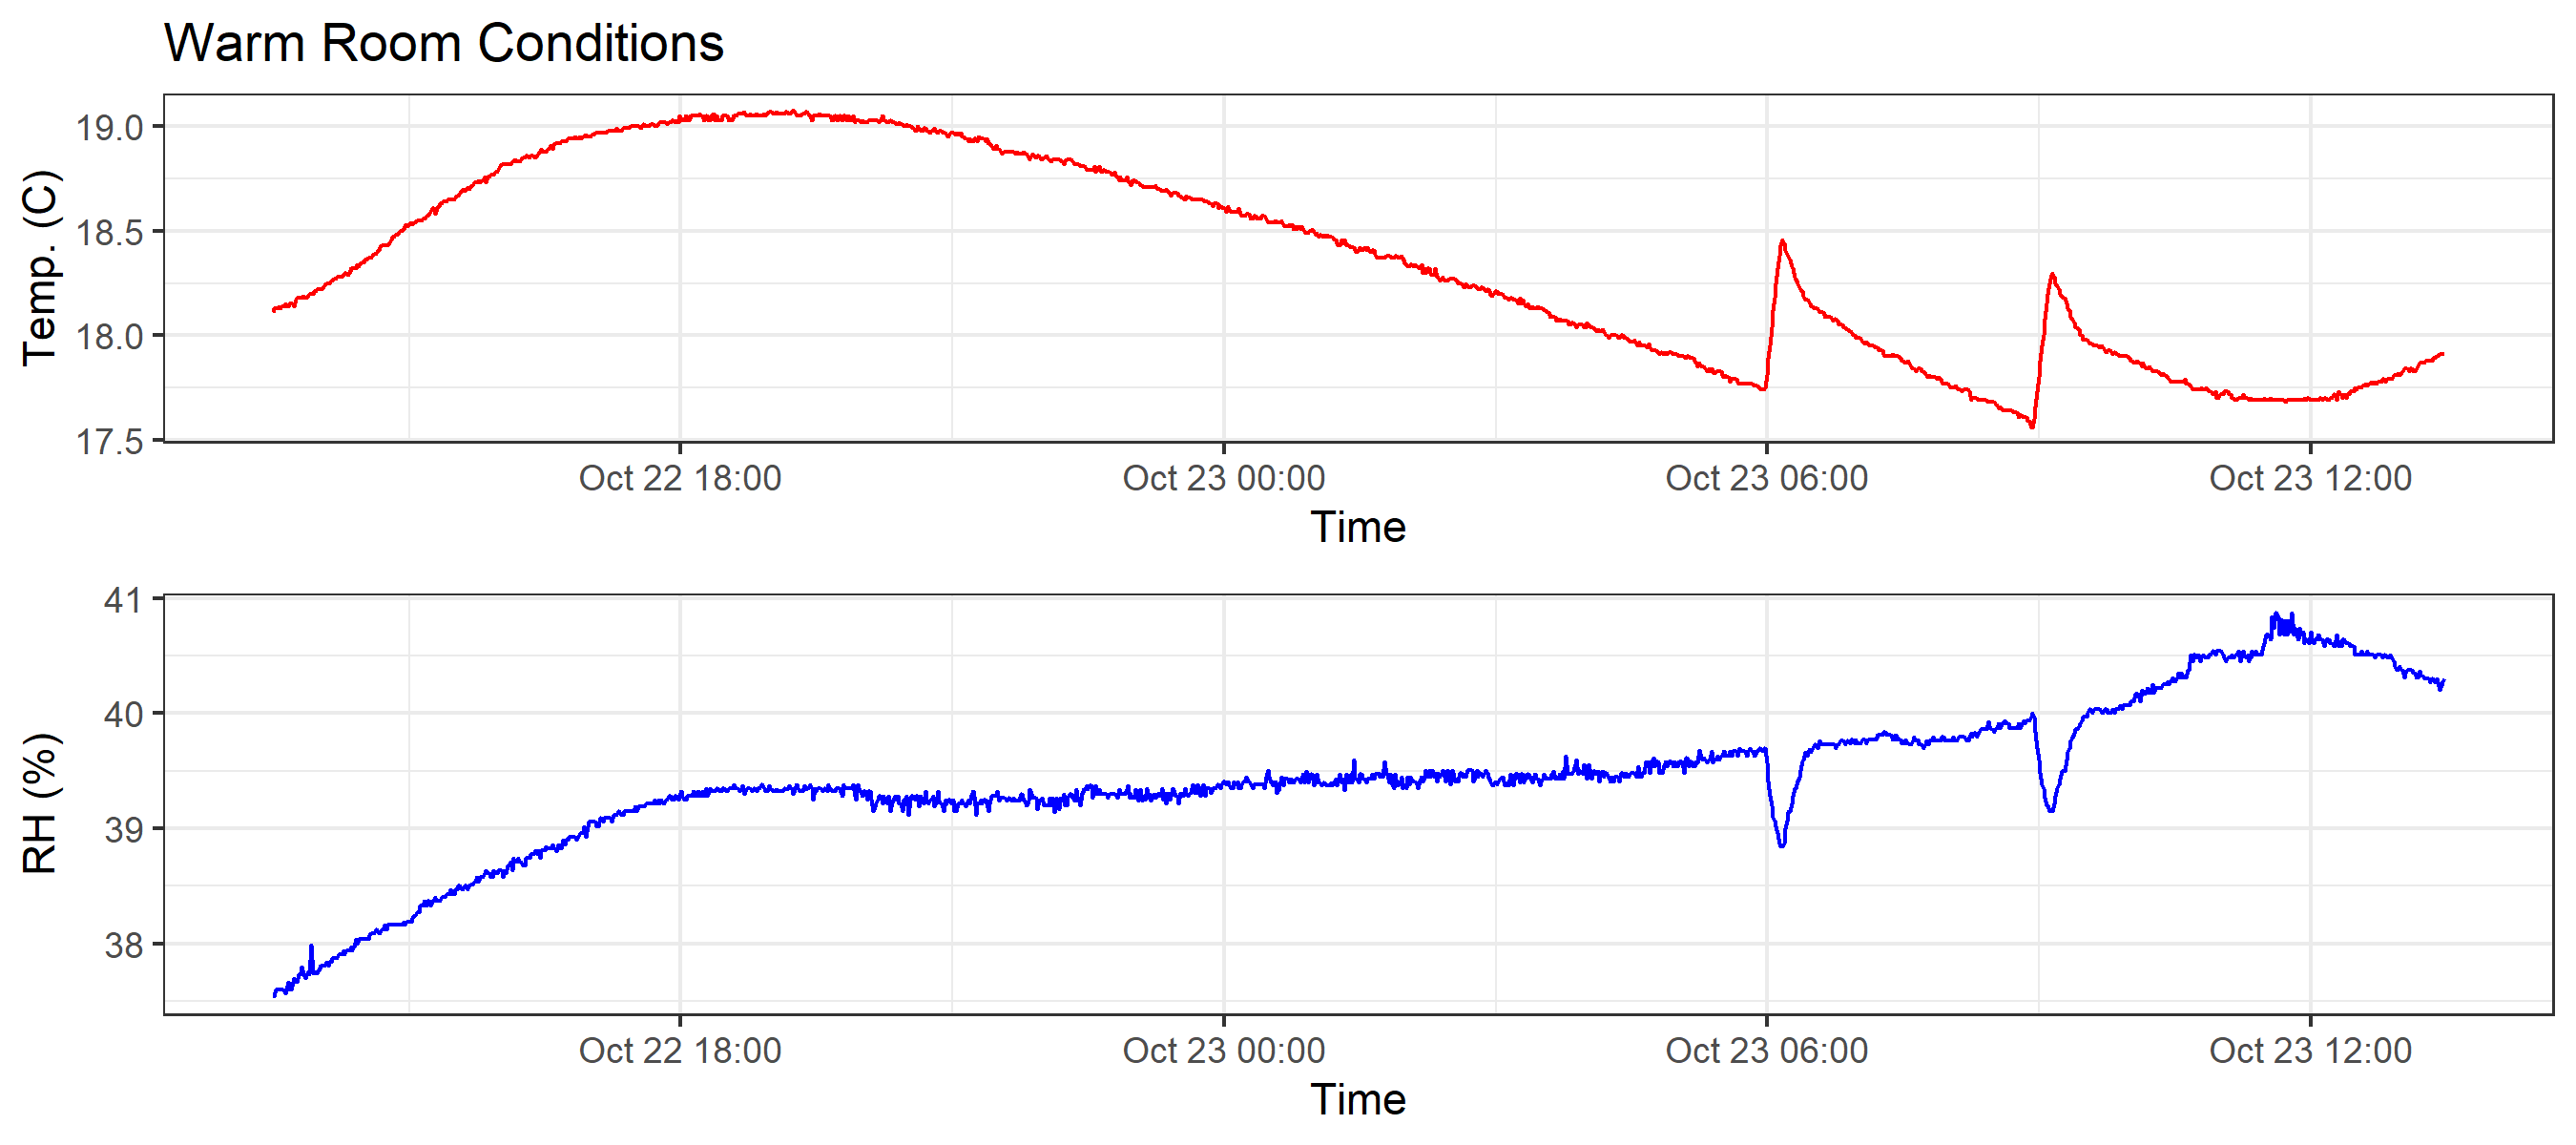 Warm Room Conditions
19.0
18.5
18.0
17.5
Temp. (C)
Oct 22 18:00 Oct 23 00:00 Oct 23 06:00 Oct 23 12:00
Time
41
40
39
38
RH (%)
Oct 22 18:00 Oct 23 00:00 Oct 23 06:00 Oct 23 12:00
Time